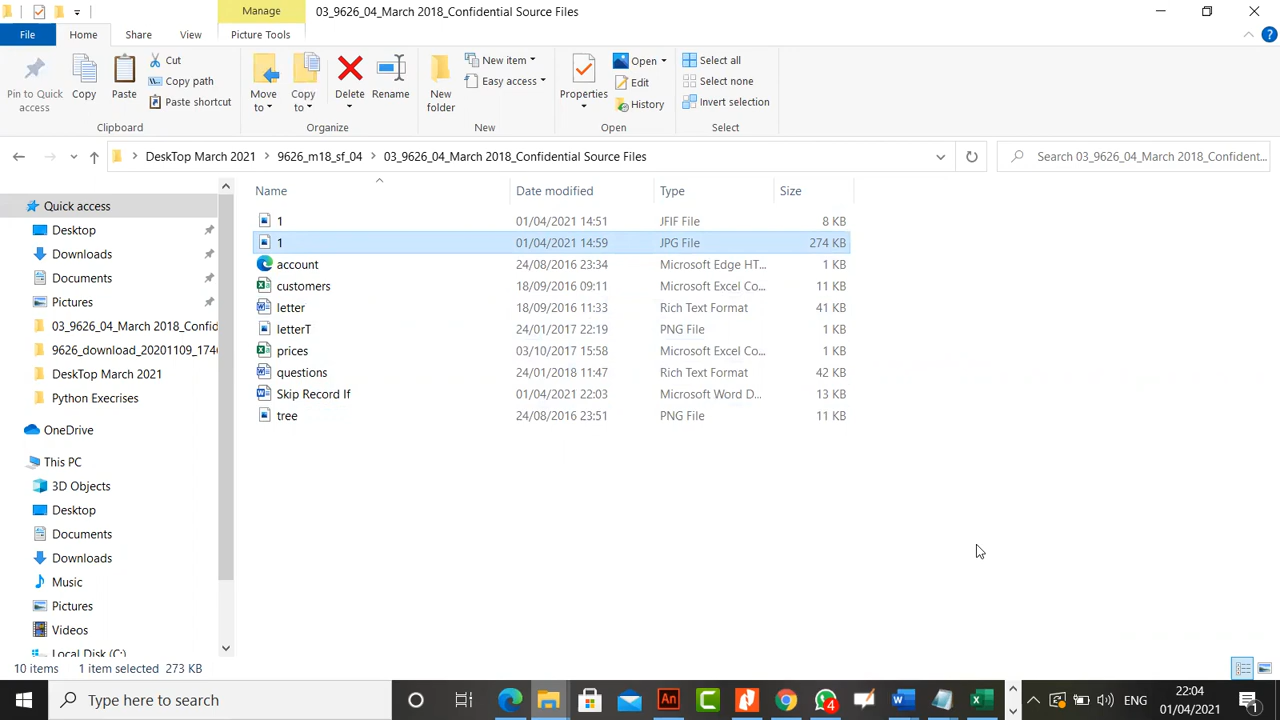 Manage
03_9626_04_March 2018_Confidential Source Files
File
Home
Share
View
Picture Tools
Pin to Quick access
Copy
Paste
Cut
Copy path
Paste shortcut
Clipboard
Move to
Copy to
Delete
Rename
Organize
New folder
New item
Easy access
New
Properties
Open
Edit
History
Open
Select all
Select none
Invert selection
Select
DeskTop March 2021 > 9626_m18_sf_04 > 03_9626_04_March 2018_Confidential Source Files
Search 03_9626_04_March 2018_Confident...
Name Date modified Type Size
1 01/04/2021 14:51 JFIF File 8 KB
1 01/04/2021 14:59 JPG File 274 KB
account 24/08/2016 23:34 Microsoft Edge HT... 1 KB
customers 18/09/2016 09:11 Microsoft Excel Co... 11 KB
letter 18/09/2016 11:33 Rich Text Format 41 KB
letterT 24/01/2017 22:19 PNG File 1 KB
prices 03/10/2017 15:58 Microsoft Excel Co... 1 KB
questions 24/01/2018 11:47 Rich Text Format 42 KB
Skip Record If 01/04/2021 22:03 Microsoft Word D... 13 KB
tree 24/08/2016 23:51 PNG File 11 KB
Quick access
Desktop
Downloads
Documents
Pictures
03_9626_04_March 2018_Confid
9626_download_20201109_174
DeskTop March 2021
Python Execrises
OneDrive
This PC
3D Objects
Desktop
Documents
Downloads
Music
Pictures
Videos
Local Disk (C:)
10 items 1 item selected 273 KB
Type here to search
An
4
ENG
22:04
01/04/2021
1